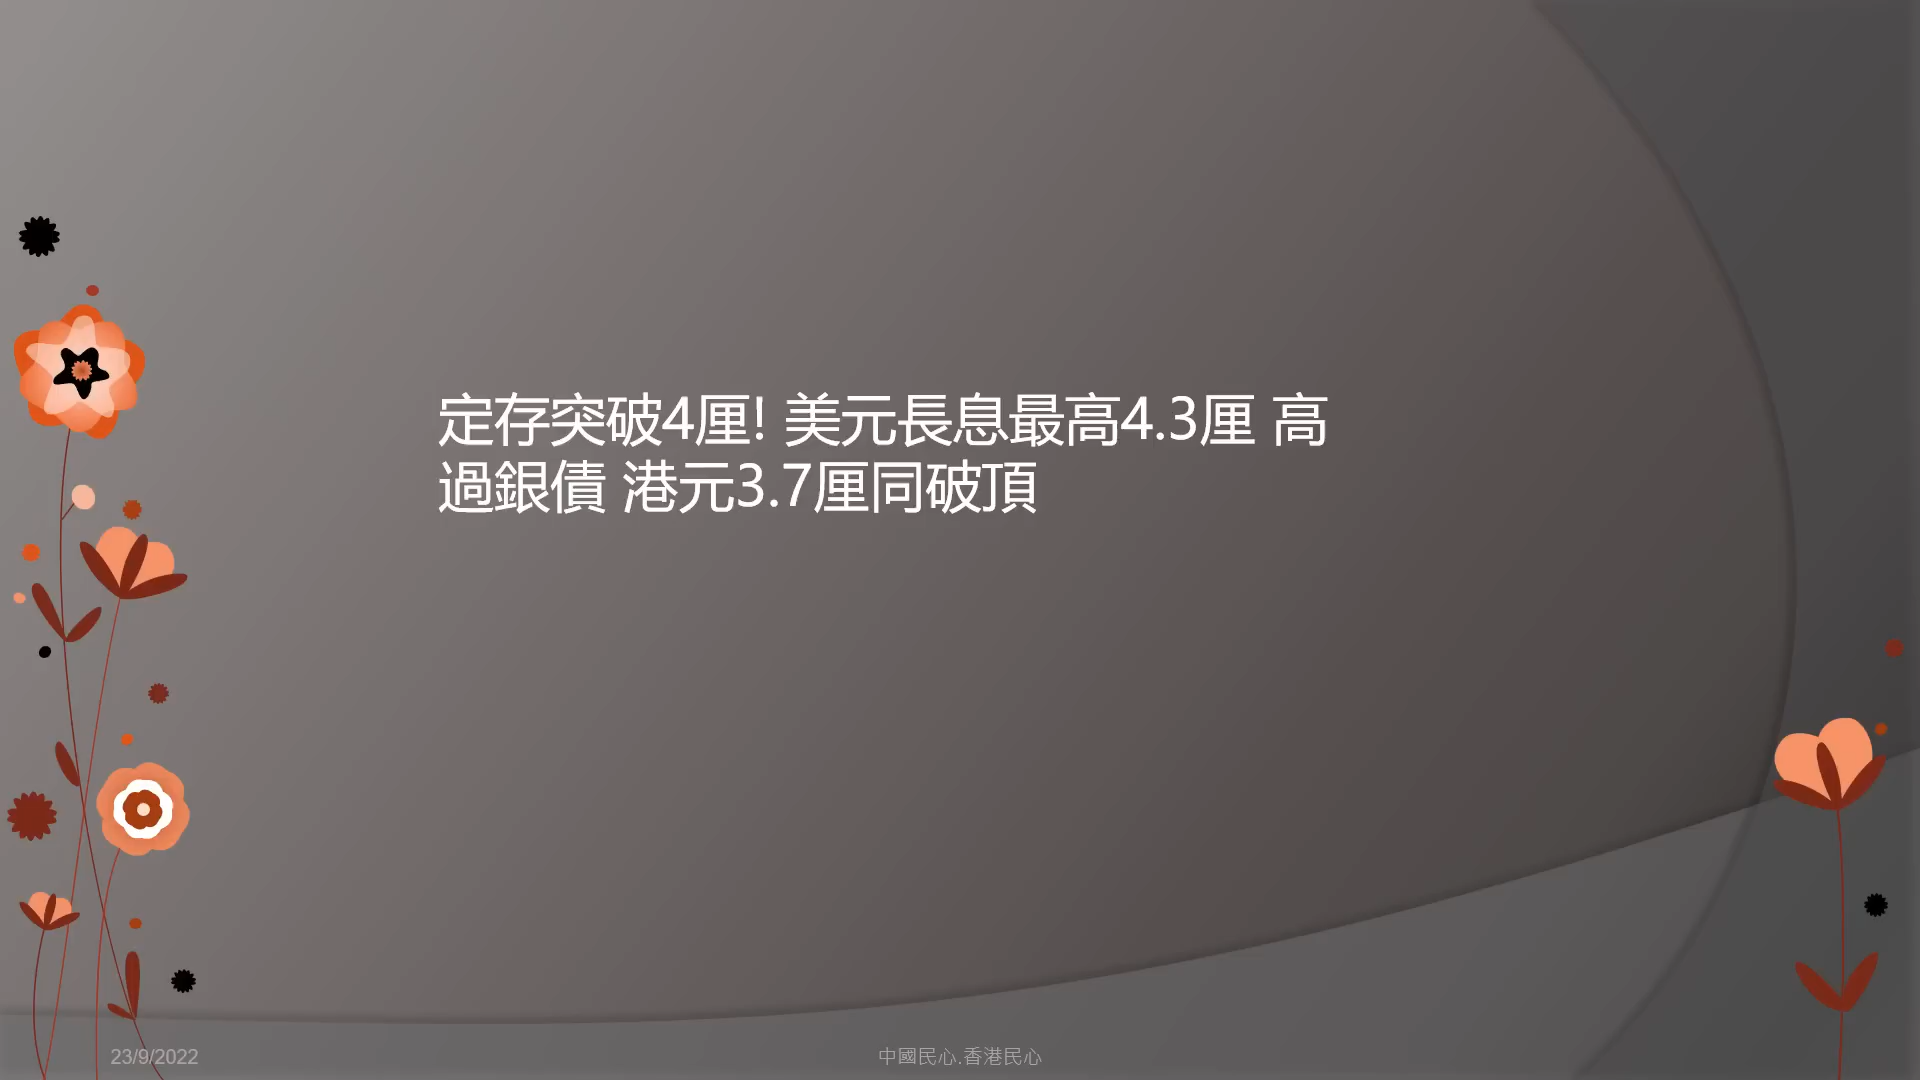 定存突破4厘! 美元長息最高4.3厘 高
過銀債 港元3.7厘同破頂
23/9/2022
中國民心.香港民心